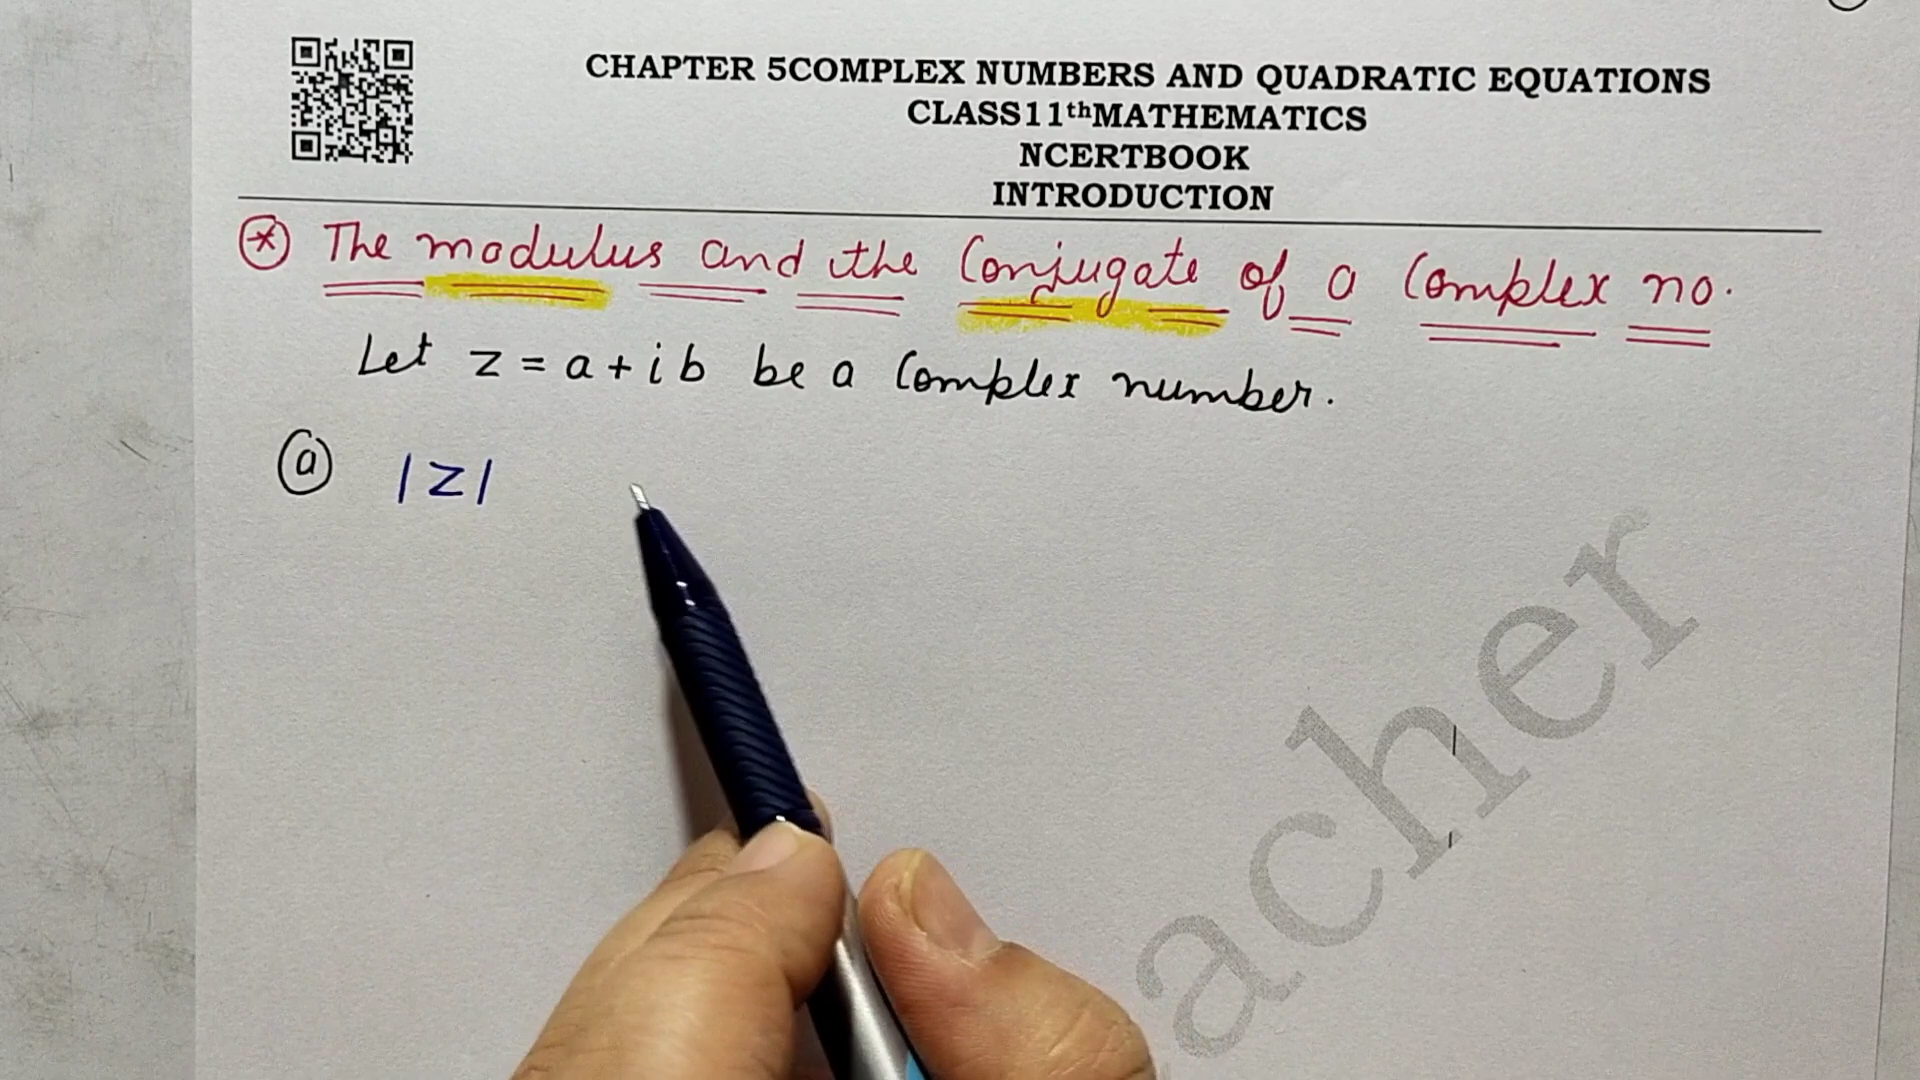 CHAPTER 5COMPLEX NUMBERS AND QUADRATIC EQUATIONS
CLASS11thMATHEMATICS
NCERTBOOK
INTRODUCTION
* The modulus and the Conjugate of a Complex no.
Let z = a + i b be a Complex number.
(a) |z|
acher